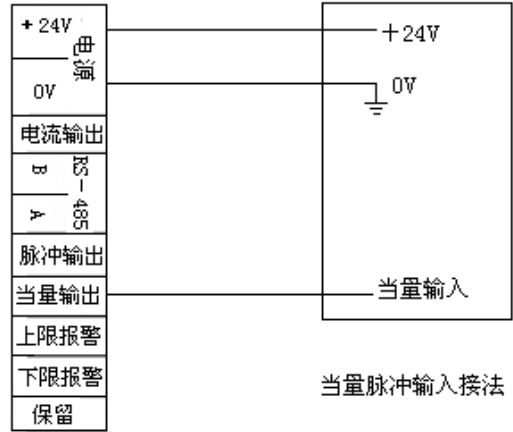 +24V
电源
0V
电流输出
B
RS-485
A
脉冲输出
当量输出
上限报警
下限报警
保留
+24V
0V
当量输入
当量脉冲输入接法